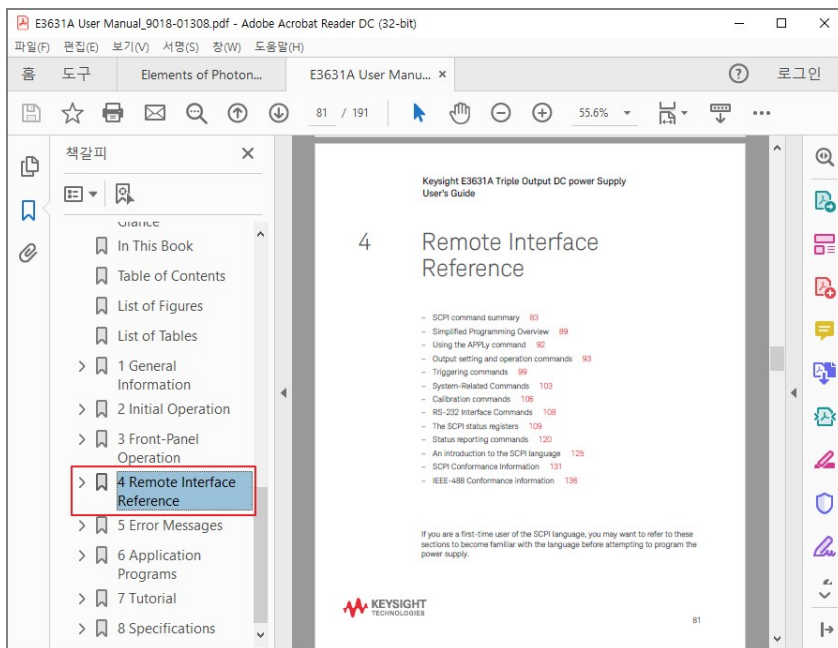 E3631A User Manual_9018-01308.pdf - Adobe Acrobat Reader DC (32-bit)
파일(F) 편집(E) 보기(V) 서명(S) 창(W) 도움말(H)
홈 도구 Elements of Photon... E3631A User Manu... × ? 로그인
81 / 191 55.6%
책갈피
In This Book
Table of Contents
List of Figures
List of Tables
1 General
Information
2 Initial Operation
3 Front-Panel
Operation
4 Remote Interface
Reference
5 Error Messages
6 Application
Programs
7 Tutorial
8 Specifications
Keysight E3631A Triple Output DC power Supply
User's Guide
4 Remote Interface
Reference
– SCPI command summary 83
– Simplified Programming Overview 89
– Using the APPLy command 92
– Output setting and operation commands 93
– Triggering commands 99
– System-Related Commands 103
– Calibration commands 106
– RS-232 Interface Commands 108
– The SCPI status registers 109
– Status reporting commands 120
– An introduction to the SCPI language 125
– SCPI Conformance Information 131
– IEEE-488 Conformance information 136
If you are a first-time user of the SCPI language, you may want to refer to these
sections to become familiar with the language before attempting to program the
power supply.
KEYSIGHT
TECHNOLOGIES
81